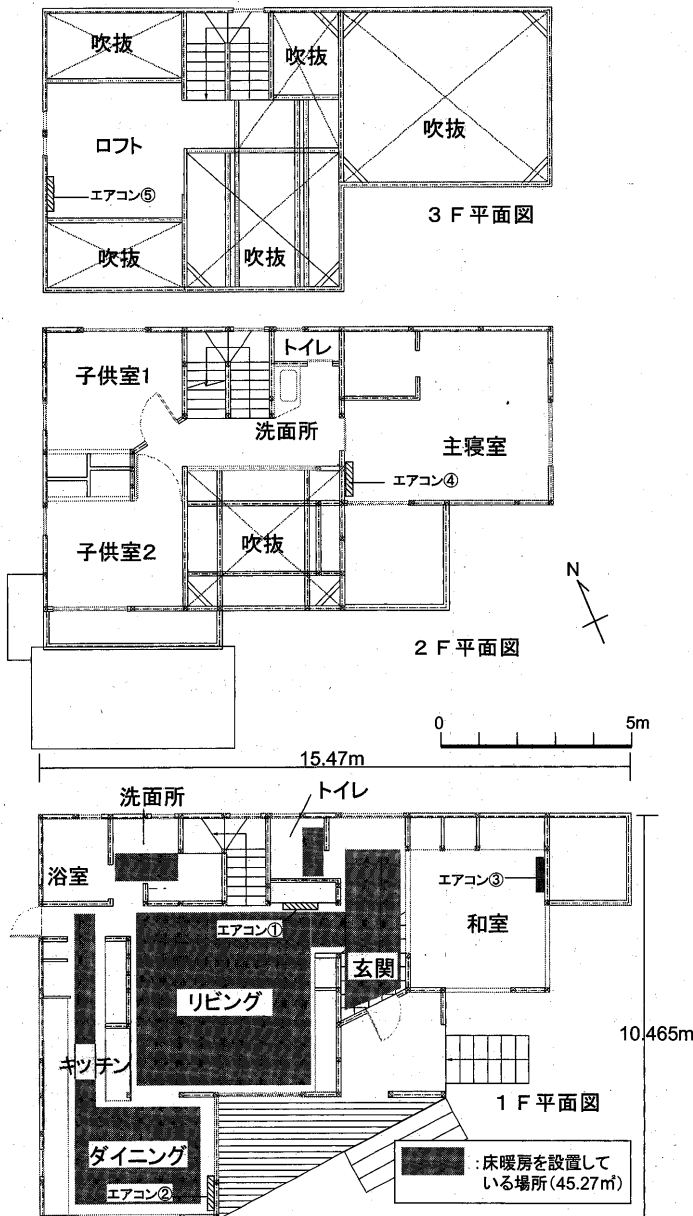 吹抜
吹抜
ロフト
吹抜
エアコン⑤
吹抜
吹抜
3F平面図
トイレ
子供室1
洗面所
主寝室
エアコン④
吹抜
子供室2
N
2F平面図
0
5m
15.47m
トイレ
洗面所
浴室
エアコン③
エアコン①
和室
玄関
リビング
10.465m
キッチン
1F平面図
ダイニング
エアコン②
:床暖房を設置して
いる場所(45.27㎡)